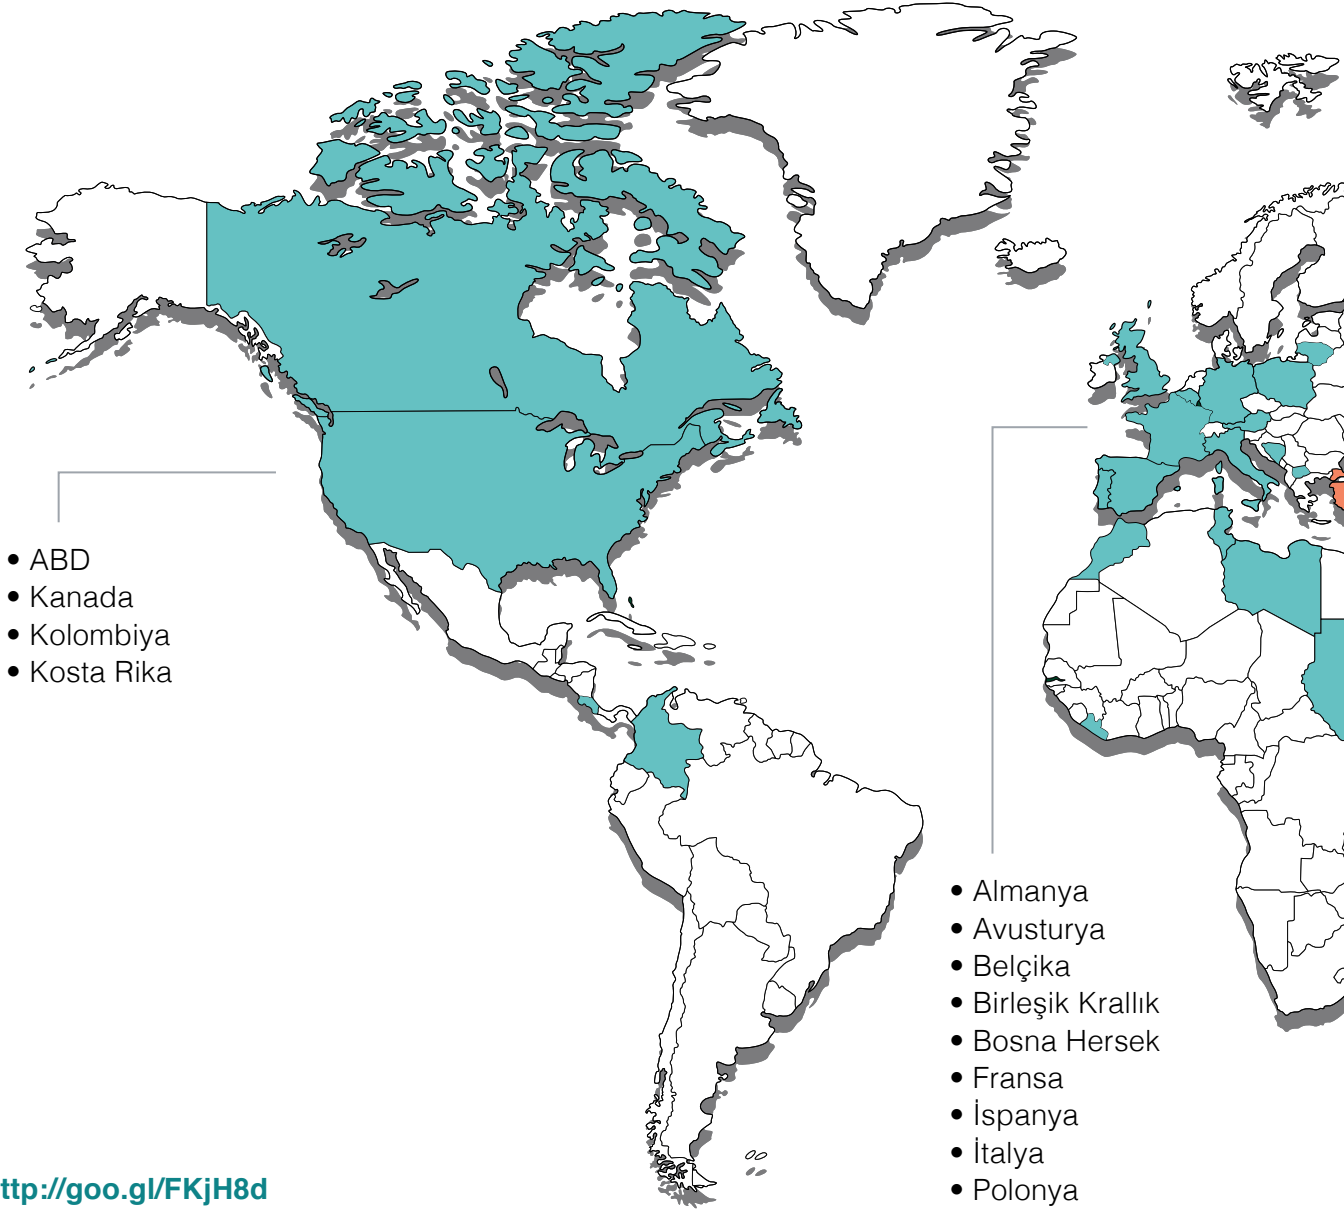 • ABD
• Kanada
• Kolombiya
• Kosta Rika
• Almanya
• Avusturya
• Belçika
• Birleşik Krallık
• Bosna Hersek
• Fransa
• İspanya
• İtalya
• Polonya
ttp://goo.gl/FKjH8d